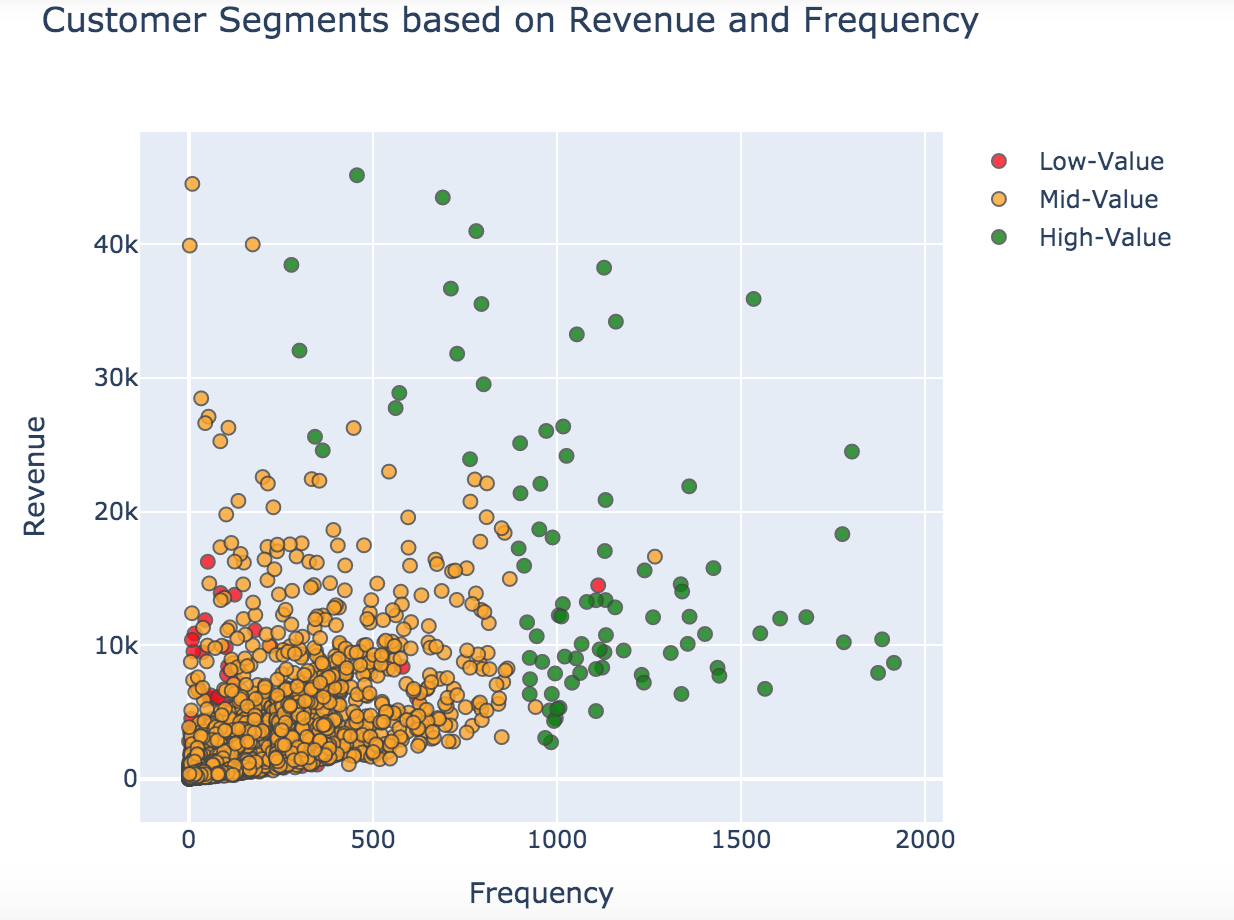 Customer Segments based on Revenue and Frequency
Low-Value
Mid-Value
High-Value
40k
30k
20k
10k
0
Revenue
0 500 1000 1500 2000
Frequency